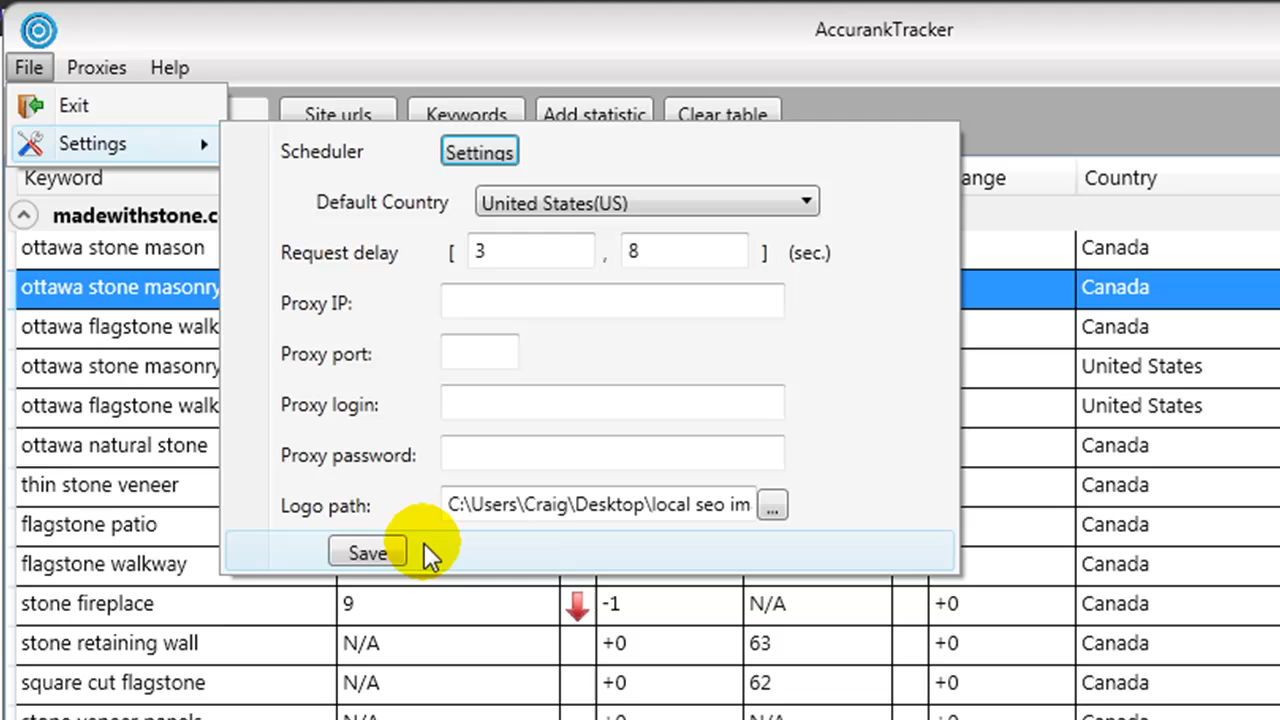 AccurankTracker
File Proxies Help
Exit
Site urls Keywords Add statistic Clear table
Settings
Scheduler Settings
Keyword ange Country
Default Country United States(US)
madewithstone.c
ottawa stone mason Canada
Request delay [ 3 , 8 ] (sec.)
ottawa stone masonry Canada
Proxy IP:
ottawa flagstone walk Canada
Proxy port:
ottawa stone masonry United States
Proxy login:
ottawa flagstone walk United States
ottawa natural stone Canada
Proxy password:
thin stone veneer Canada
Logo path: C:\Users\Craig\Desktop\local seo im ...
flagstone patio Canada
Save
flagstone walkway Canada
stone fireplace 9 -1 N/A +0 Canada
stone retaining wall N/A +0 63 +0 Canada
square cut flagstone N/A +0 62 +0 Canada